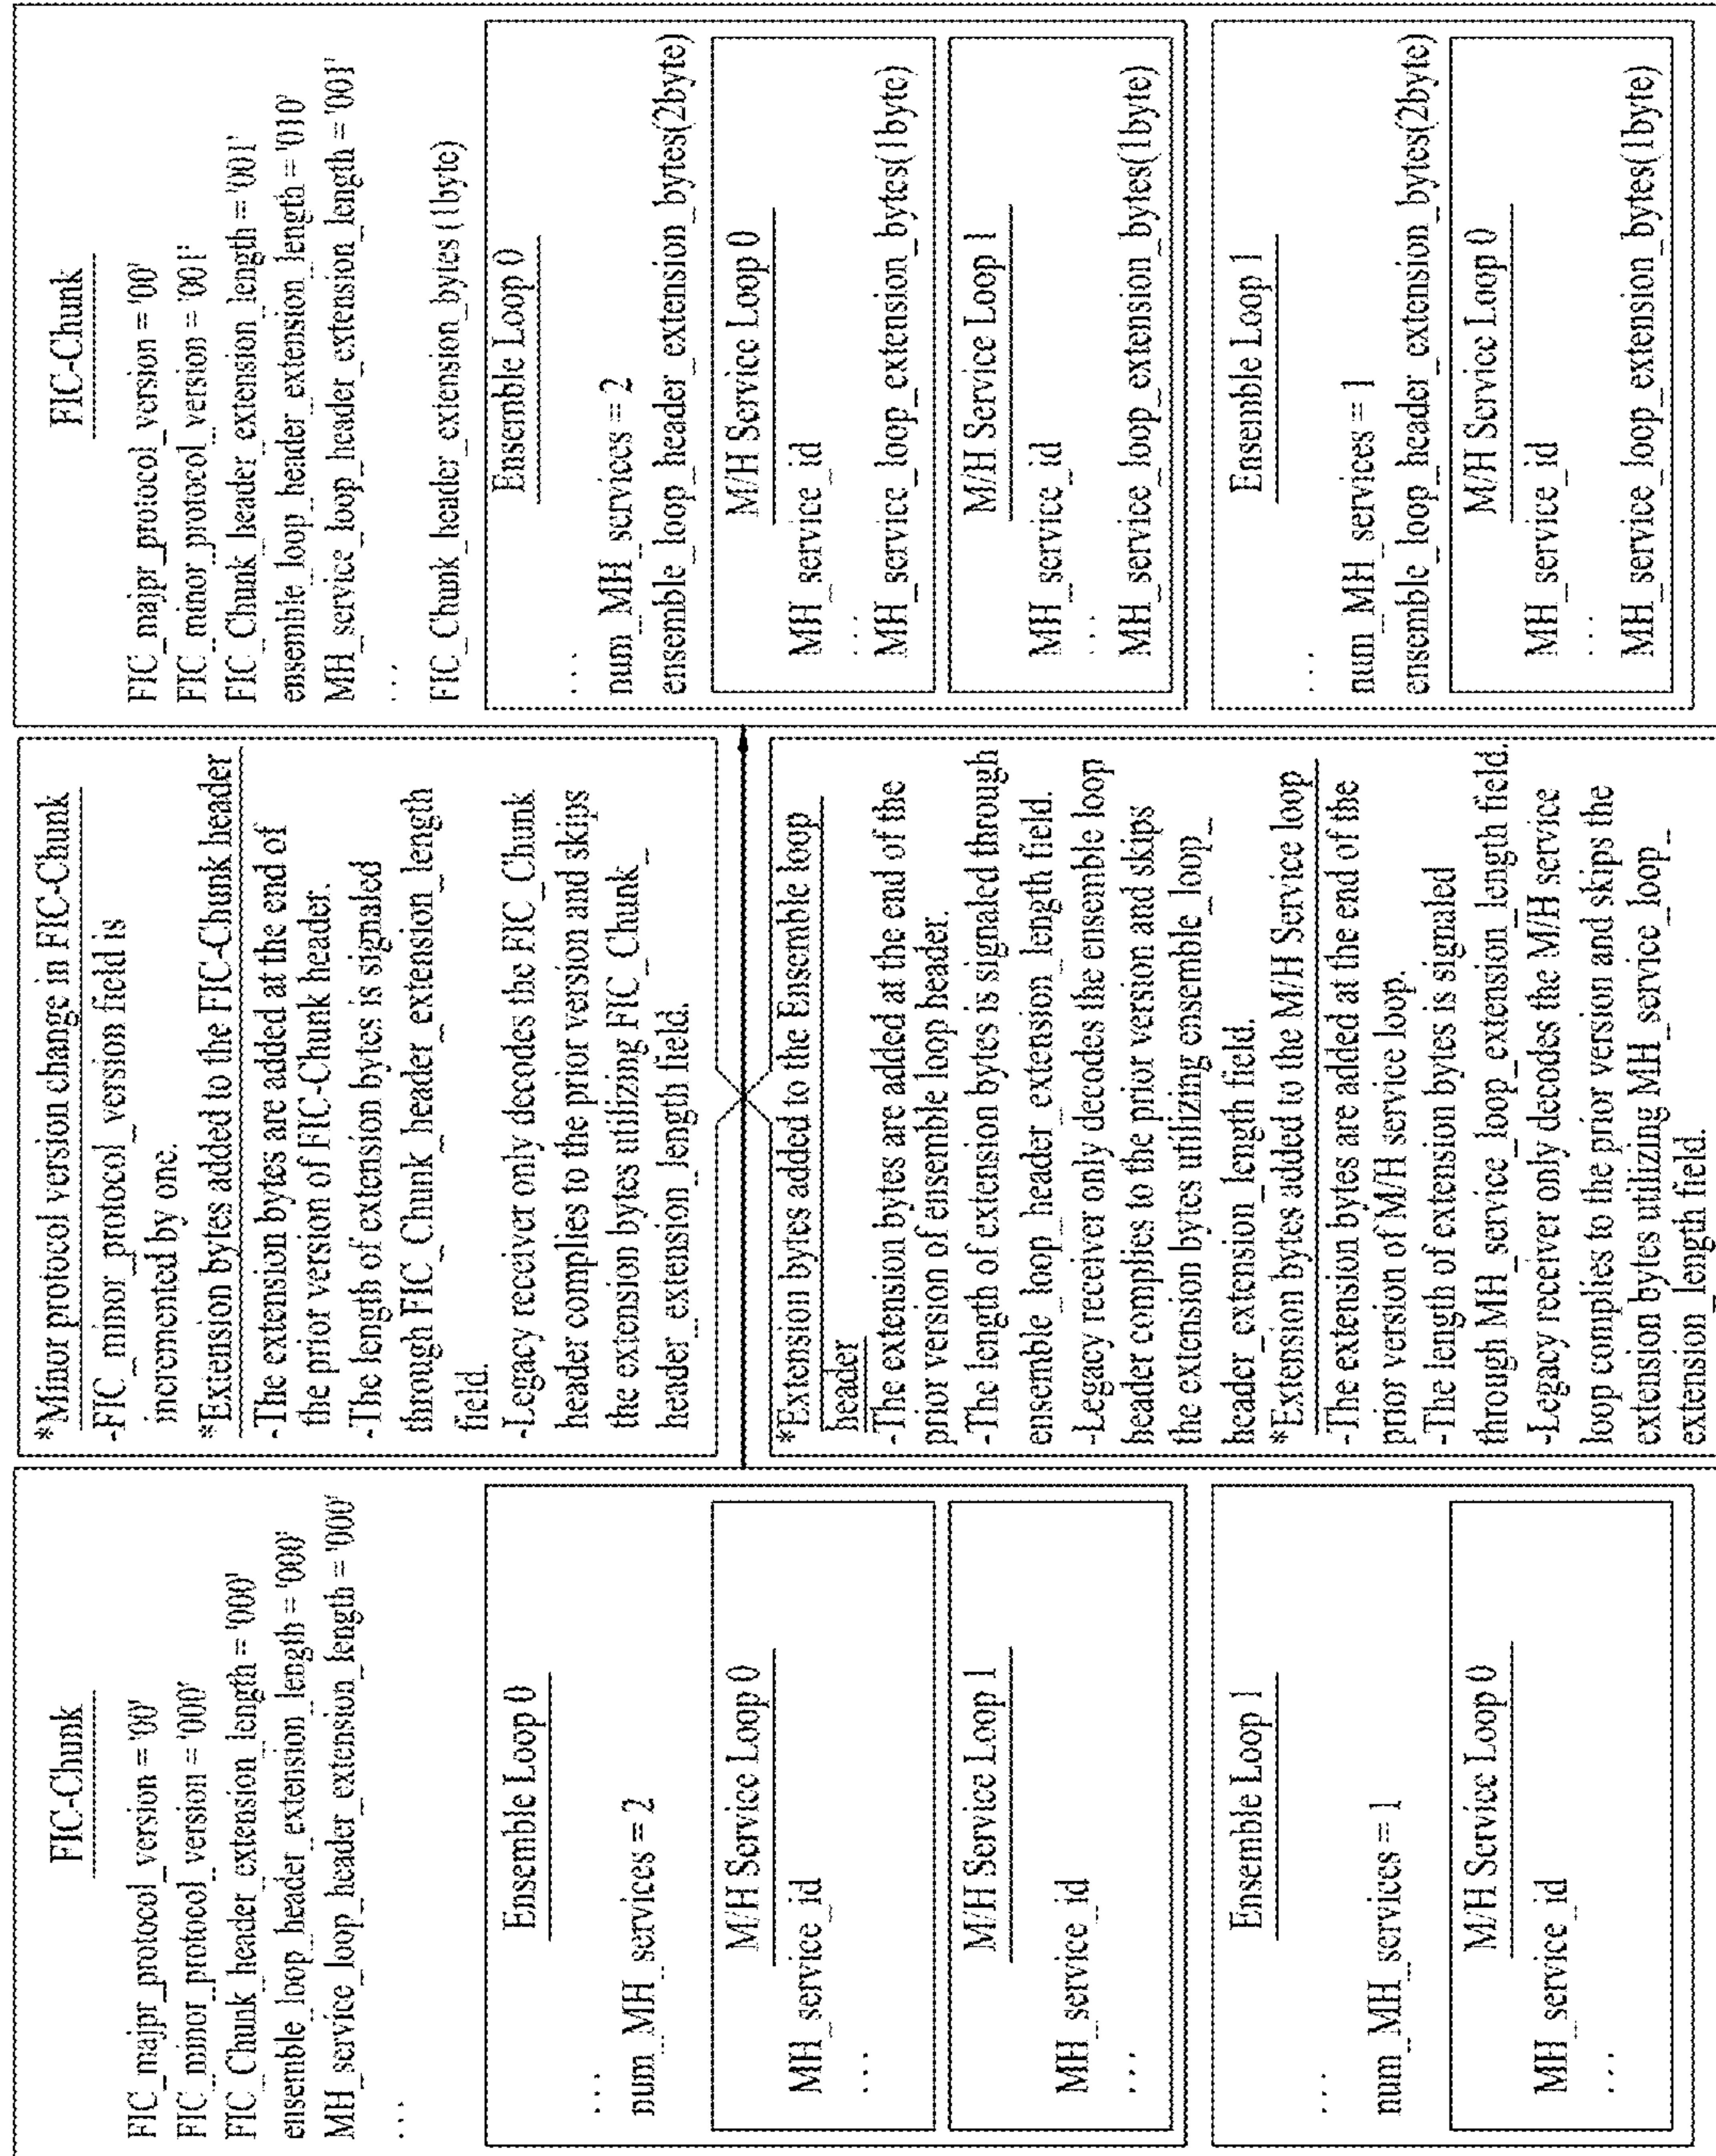 FIC-Chunk
FIC_majpr_protocol_version = '00'
FIC_minor_protocol_version = '000'
FIC_Chunk_header_extension_length = '000'
ensemble_loop_header_extension_length = '000'
MH_service_loop_header_extension_length = '000'
...
Ensemble Loop 0
...
num_MH_services = 2
M/H Service Loop 0
MH_service_id
...
M/H Service Loop 1
MH_service_id
...
Ensemble Loop 1
...
num_MH_services = 1
M/H Service Loop 0
MH_service_id
...
*Minor protocol version change in FIC-Chunk
-FIC_minor_protocol_version field is
incremented by one.
*Extension bytes added to the FIC-Chunk header
-The extension bytes are added at the end of
the prior version of FIC-Chunk header.
-The length of extension bytes is signaled
through FIC_Chunk_header_extension_length
field.
-Legacy receiver only decodes the FIC_Chunk
header complies to the prior version and skips
the extension bytes utilizing FIC_Chunk_
header_extension_length field.
*Extension bytes added to the Ensemble loop
header
-The extension bytes are added at the end of the
prior version of ensemble loop header.
-The length of extension bytes is signaled through
ensemble_loop_header_extension_length field.
-Legacy receiver only decodes the ensemble loop
header complies to the prior version and skips
the extension bytes utilizing ensemble_loop_
header_extension_length field.
*Extension bytes added to the M/H Service loop
-The extension bytes are added at the end of the
prior version of M/H service loop.
-The length of extension bytes is signaled
through MH_service_loop_extension_length field.
-Legacy receiver only decodes the M/H service
loop complies to the prior version and skips the
extension bytes utilizing MH_service_loop_
extension_length field.
FIC-Chunk
FIC_majpr_protocol_version = '00'
FIC_minor_protocol_version = '001'
FIC_Chunk_header_extension_length = '001'
ensemble_loop_header_extension_length = '010'
MH_service_loop_header_extension_length = '001'
...
FIC_Chunk_header_extension_bytes (1byte)
Ensemble Loop 0
...
num_MH_services = 2
ensemble_loop_header_extension_bytes(2byte)
M/H Service Loop 0
MH_service_id
...
MH_service_loop_extension_bytes(1byte)
M/H Service Loop 1
MH_service_id
...
MH_service_loop_extension_bytes(1byte)
Ensemble Loop 1
...
num_MH_services = 1
ensemble_loop_header_extension_bytes(2byte)
M/H Service Loop 0
MH_service_id
...
MH_service_loop_extension_bytes(1byte)